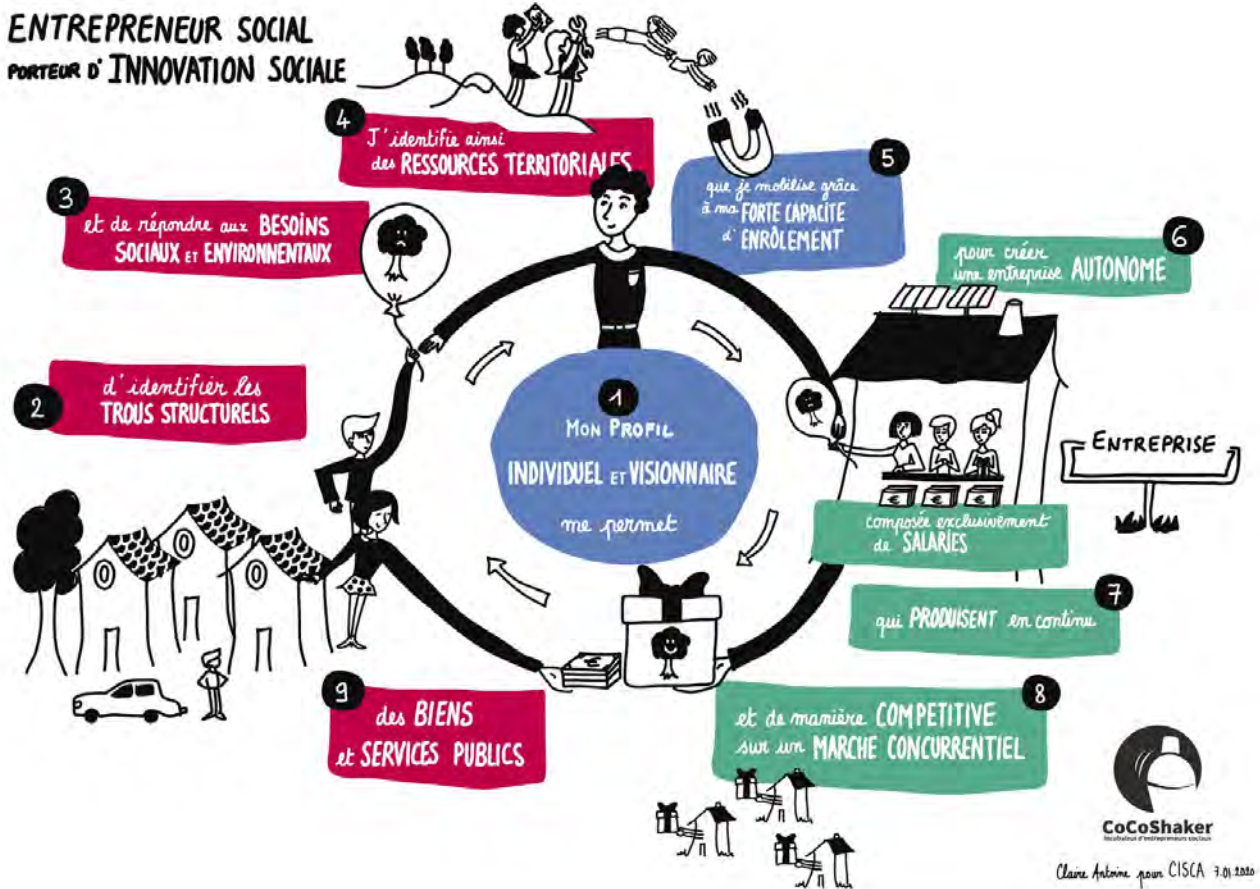 ENTREPRENEUR SOCIAL
PORTEUR D'INNOVATION SOCIALE
1
MON PROFIL
INDIVIDUEL ET VISIONNAIRE
me permet
2
d'identifier les
TROUS STRUCTURELS
3
et de répondre aux BESOINS
SOCIAUX ET ENVIRONNENTAUX
4
J'identifie ainsi
des RESSOURCES TERRITORIALES
5
que je mobilise grâce
à ma FORTE CAPACITE
d'ENRÔLEMENT
6
pour créer
une entreprise AUTONOME
ENTREPRISE
€ € €
composée exclusivement
de SALARIÉS
7
qui PRODUISENT en continu
8
et de manière COMPETITIVE
sur un MARCHE CONCURRENTIEL
9
des BIENS
et SERVICES PUBLICS
€
CoCoShaker
Incubateur d'entrepreneurs sociaux
Claire Antoine pour CISCA 7.01.2020